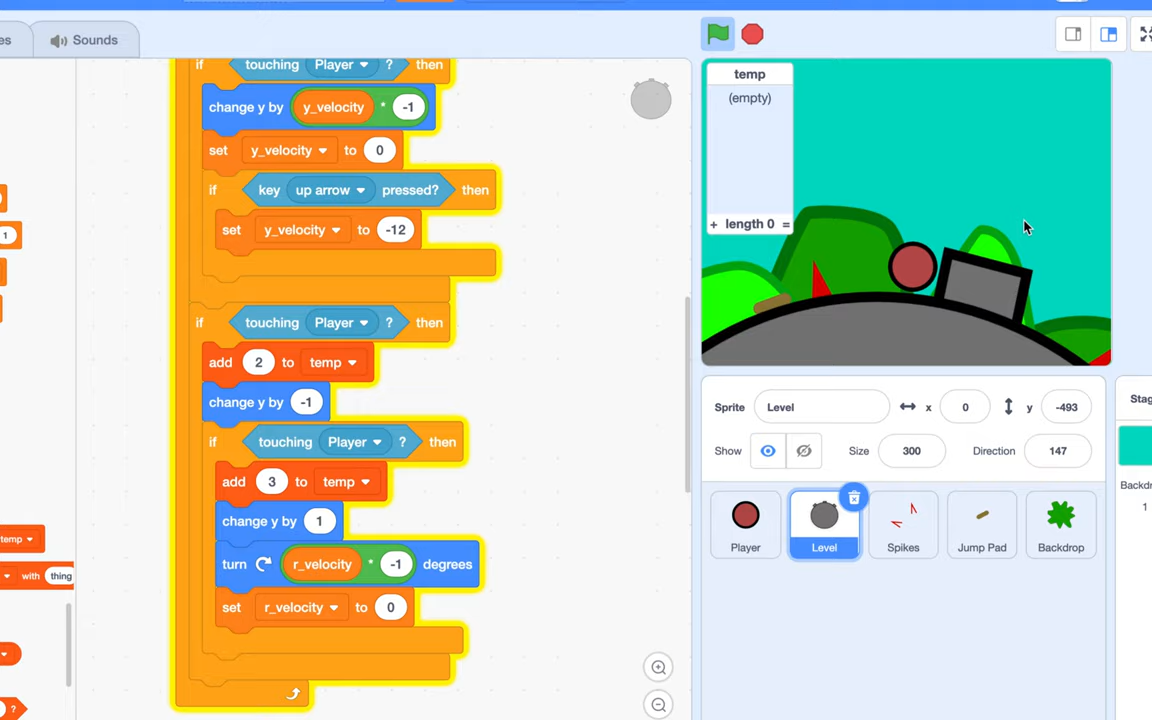 Sounds
if touching Player ? then
change y by y_velocity * -1
set y_velocity to 0
if key up arrow pressed? then
set y_velocity to -12
if touching Player ? then
add 2 to temp
change y by -1
if touching Player ? then
add 3 to temp
change y by 1
turn r_velocity * -1 degrees
set r_velocity to 0
1
temp
with thing
?
temp
(empty)
+ length 0 =
Sprite Level x 0 y -493
Show Size 300 Direction 147
Player Level Spikes Jump Pad Backdrop
1